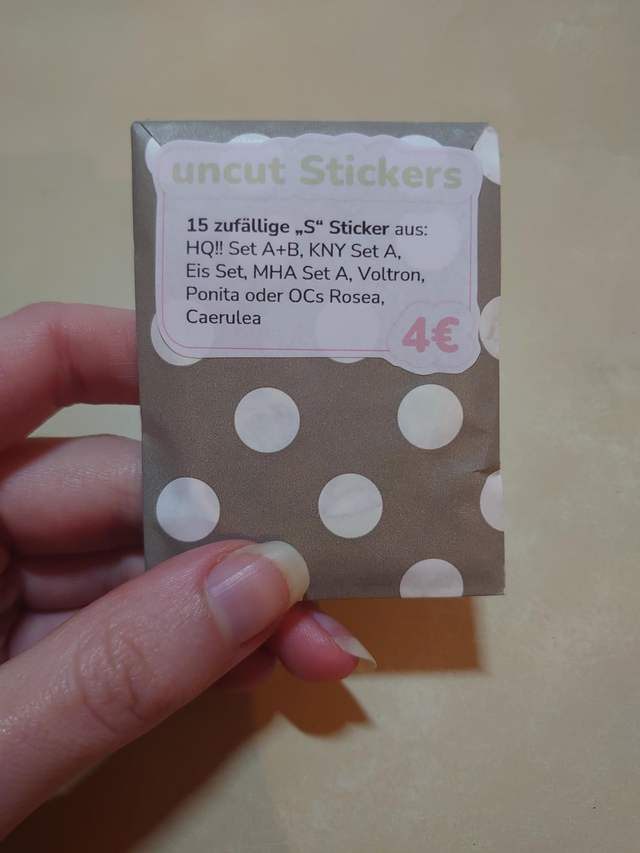 uncut Stickers
15 zufällige „S“ Sticker aus:
HQ!! Set A+B, KNY Set A,
Eis Set, MHA Set A, Voltron,
Ponita oder OCs Rosea,
Caerulea
4€